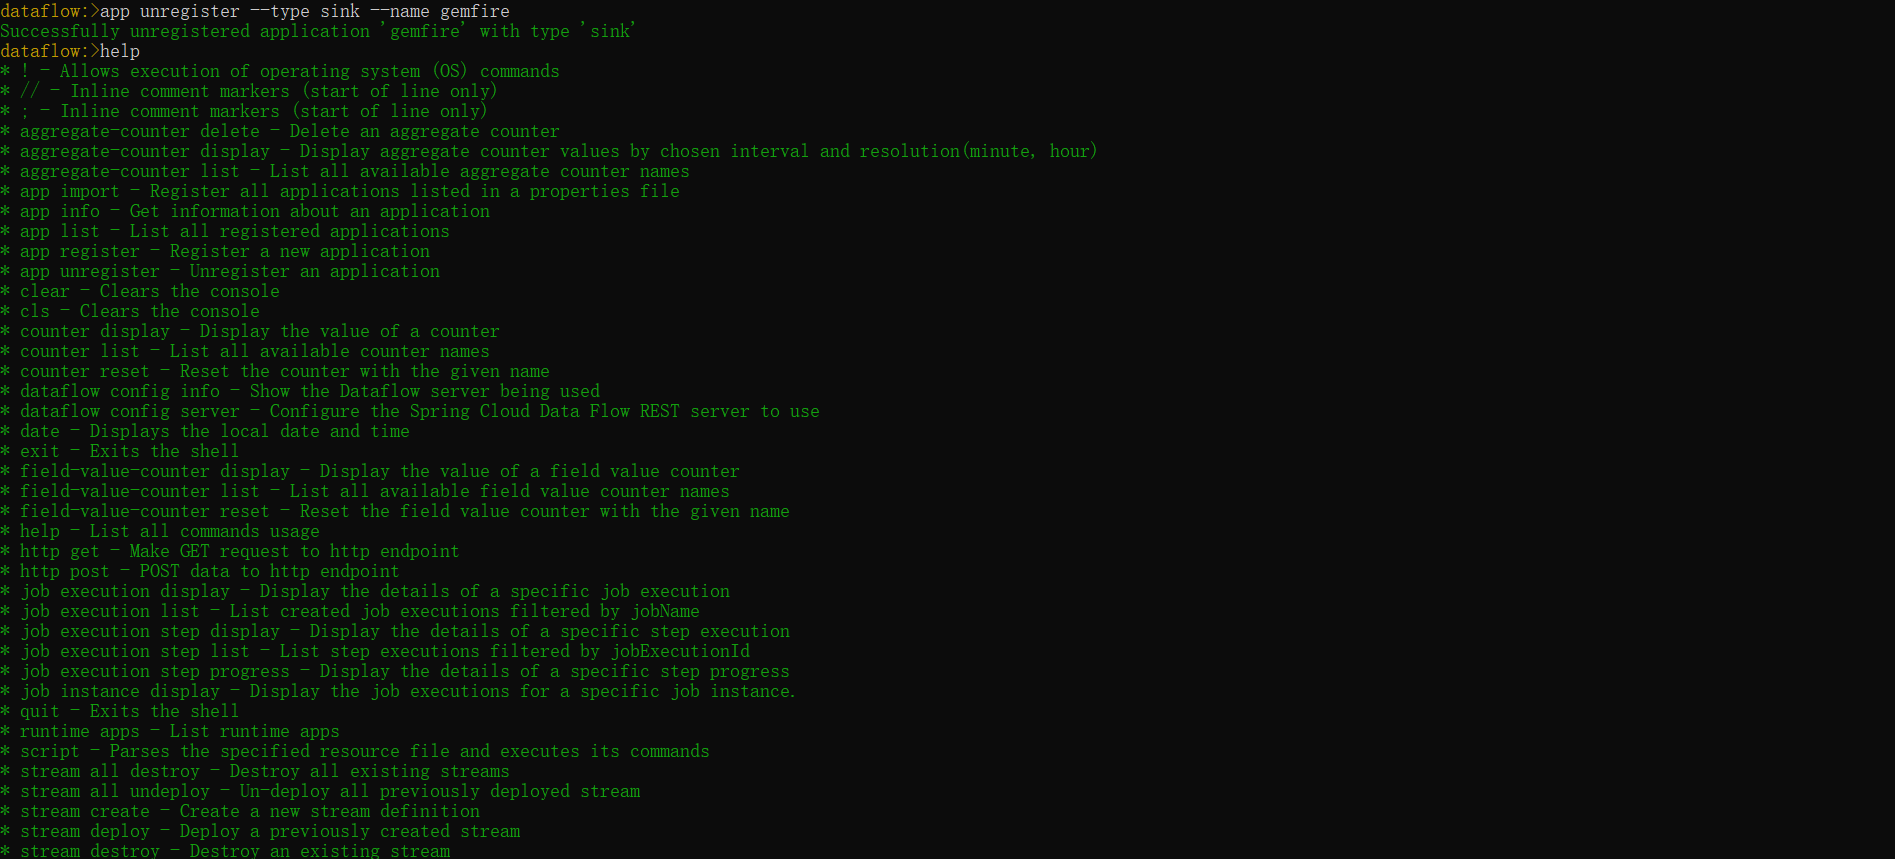 dataflow:>app unregister --type sink --name gemfire
Successfully unregistered application 'gemfire' with type 'sink'
dataflow:>help
* ! - Allows execution of operating system (OS) commands
* // - Inline comment markers (start of line only)
* ; - Inline comment markers (start of line only)
* aggregate-counter delete - Delete an aggregate counter
* aggregate-counter display - Display aggregate counter values by chosen interval and resolution(minute, hour)
* aggregate-counter list - List all available aggregate counter names
* app import - Register all applications listed in a properties file
* app info - Get information about an application
* app list - List all registered applications
* app register - Register a new application
* app unregister - Unregister an application
* clear - Clears the console
* cls - Clears the console
* counter display - Display the value of a counter
* counter list - List all available counter names
* counter reset - Reset the counter with the given name
* dataflow config info - Show the Dataflow server being used
* dataflow config server - Configure the Spring Cloud Data Flow REST server to use
* date - Displays the local date and time
* exit - Exits the shell
* field-value-counter display - Display the value of a field value counter
* field-value-counter list - List all available field value counter names
* field-value-counter reset - Reset the field value counter with the given name
* help - List all commands usage
* http get - Make GET request to http endpoint
* http post - POST data to http endpoint
* job execution display - Display the details of a specific job execution
* job execution list - List created job executions filtered by jobName
* job execution step display - Display the details of a specific step execution
* job execution step list - List step executions filtered by jobExecutionId
* job execution step progress - Display the details of a specific step progress
* job instance display - Display the job executions for a specific job instance.
* quit - Exits the shell
* runtime apps - List runtime apps
* script - Parses the specified resource file and executes its commands
* stream all destroy - Destroy all existing streams
* stream all undeploy - Un-deploy all previously deployed stream
* stream create - Create a new stream definition
* stream deploy - Deploy a previously created stream
* stream destroy - Destroy an existing stream